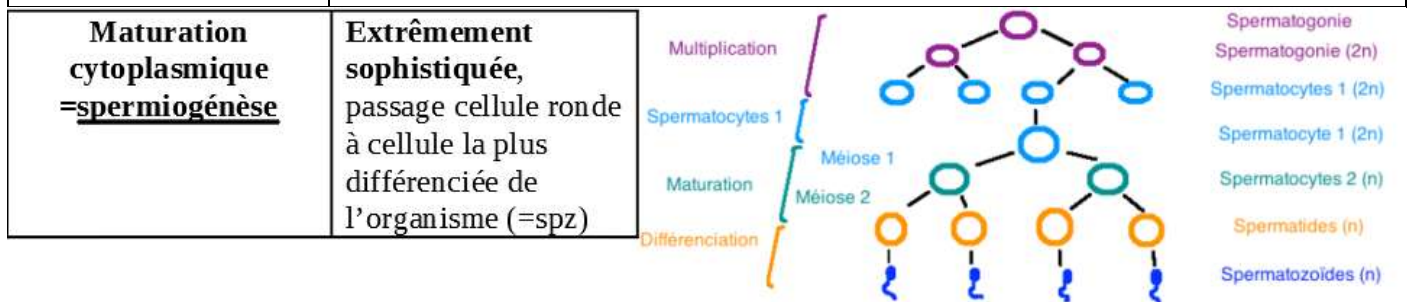 Maturation
cytoplasmique
=spermiogénèse
Extrêmement
sophistiquée,
passage cellule ronde
à cellule la plus
différenciée de
l'organisme (=spz)
Multiplication
Spermatocytes 1
Maturation
Différenciation
Méiose 1
Méiose 2
Spermatogonie
Spermatogonie (2n)
Spermatocytes 1 (2n)
Spermatocyte 1 (2n)
Spermatocytes 2 (n)
Spermatides (n)
Spermatozoïdes (n)